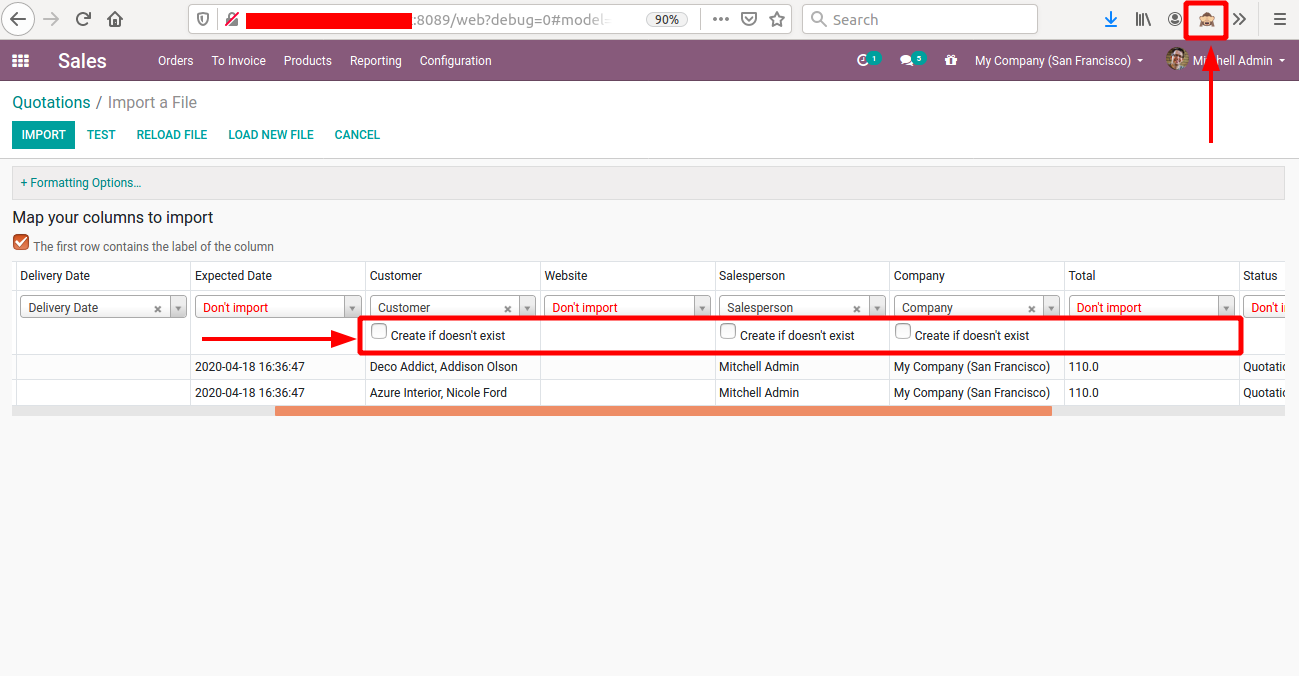 :8089/web?debug=0#model= 90% Search
Sales Orders To Invoice Products Reporting Configuration 1 5 My Company (San Francisco) Mitchell Admin
Quotations / Import a File
IMPORT TEST RELOAD FILE LOAD NEW FILE CANCEL
+ Formatting Options…
Map your columns to import
The first row contains the label of the column
Delivery Date Expected Date Customer Website Salesperson Company Total Status
Delivery Date Don't import Customer Don't import Salesperson Company Don't import Don't i
Create if doesn't exist Create if doesn't exist Create if doesn't exist
2020-04-18 16:36:47 Deco Addict, Addison Olson Mitchell Admin My Company (San Francisco) 110.0 Quotatio
2020-04-18 16:36:47 Azure Interior, Nicole Ford Mitchell Admin My Company (San Francisco) 110.0 Quotatio